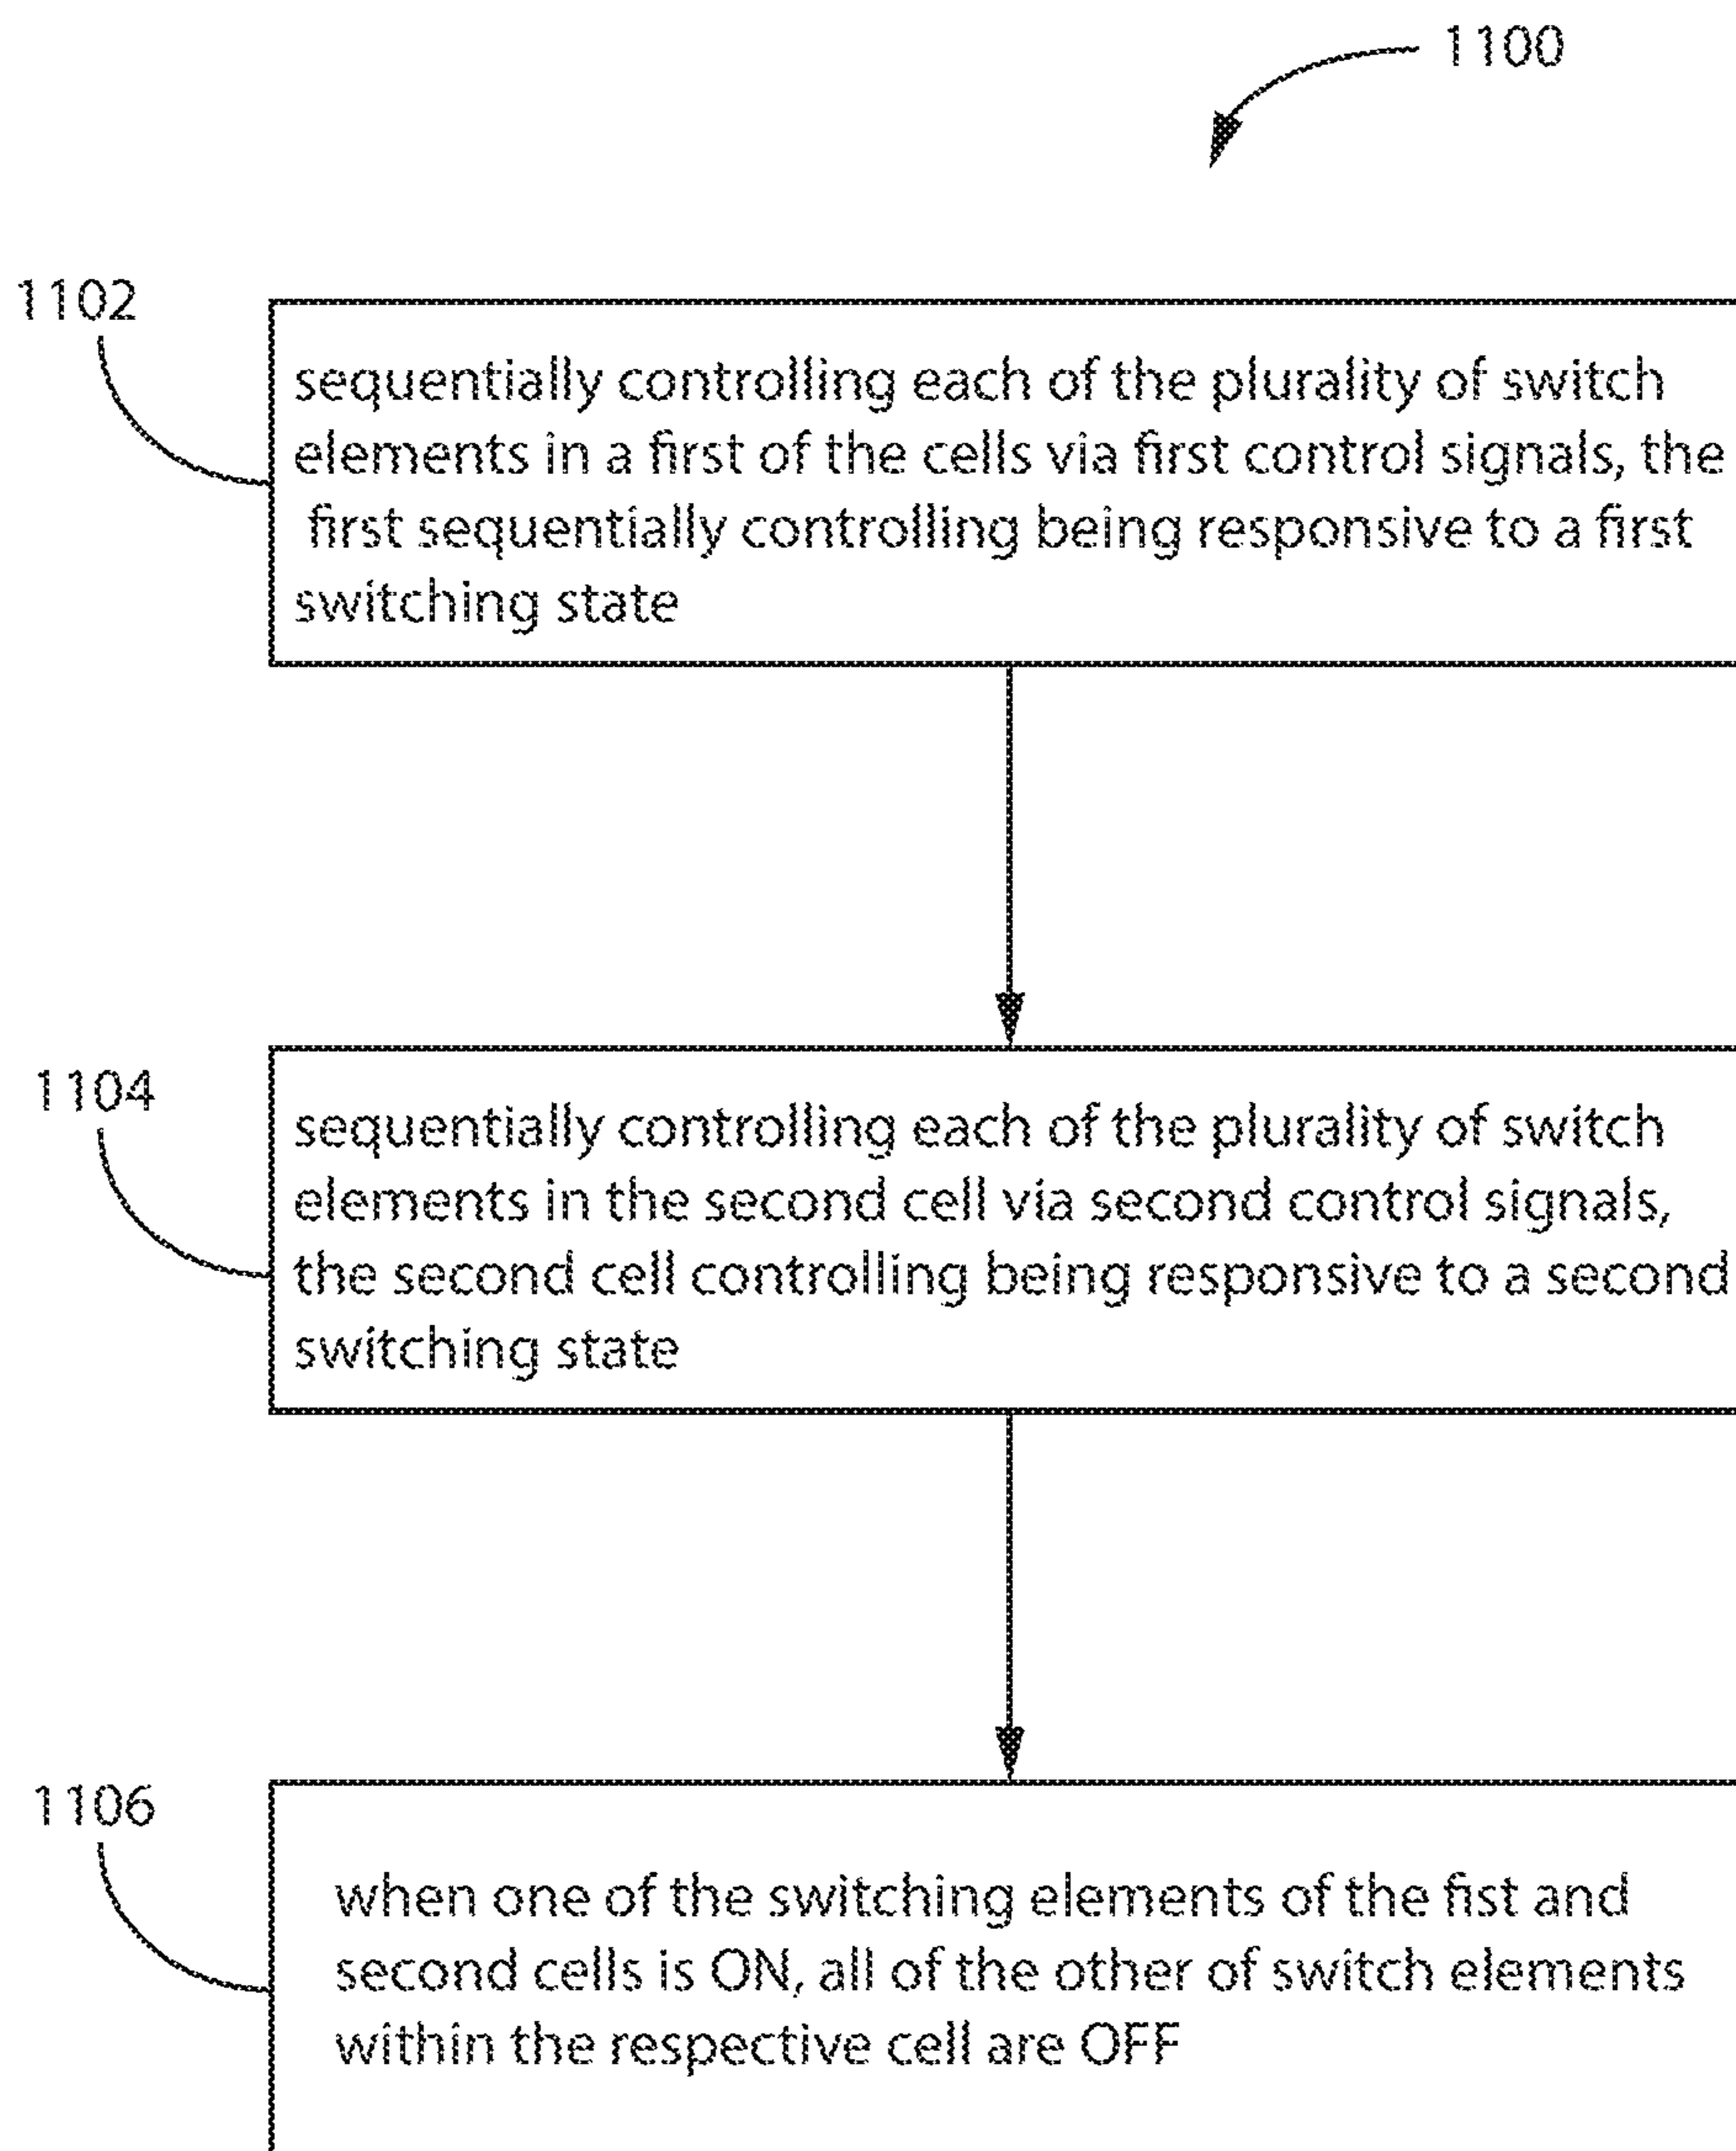 1100
1102
sequentially controlling each of the plurality of switch
elements in a first of the cells via first control signals, the
first sequentially controlling being responsive to a first
switching state
1104
sequentially controlling each of the plurality of switch
elements in the second cell via second control signals,
the second cell controlling being responsive to a second
switching state
1106
when one of the switching elements of the fist and
second cells is ON, all of the other of switch elements
within the respective cell are OFF